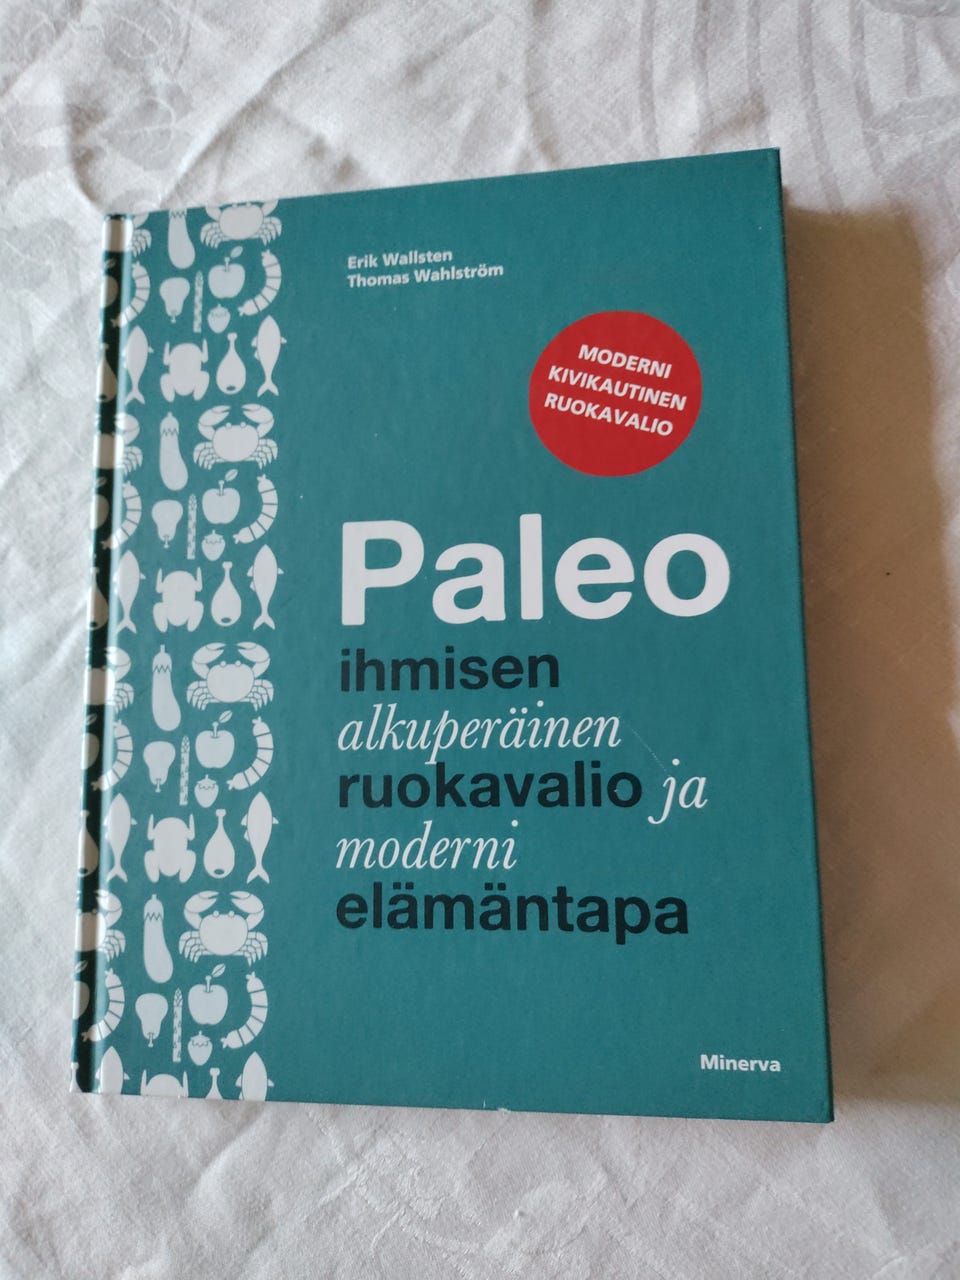 Erik Wallsten
Thomas Wahlström
MODERNI
KIVIKAUTINEN
RUOKAVALIO
Paleo
ihmisen
alkuperäinen
ruokavalio ja
moderni
elämäntapa
Minerva